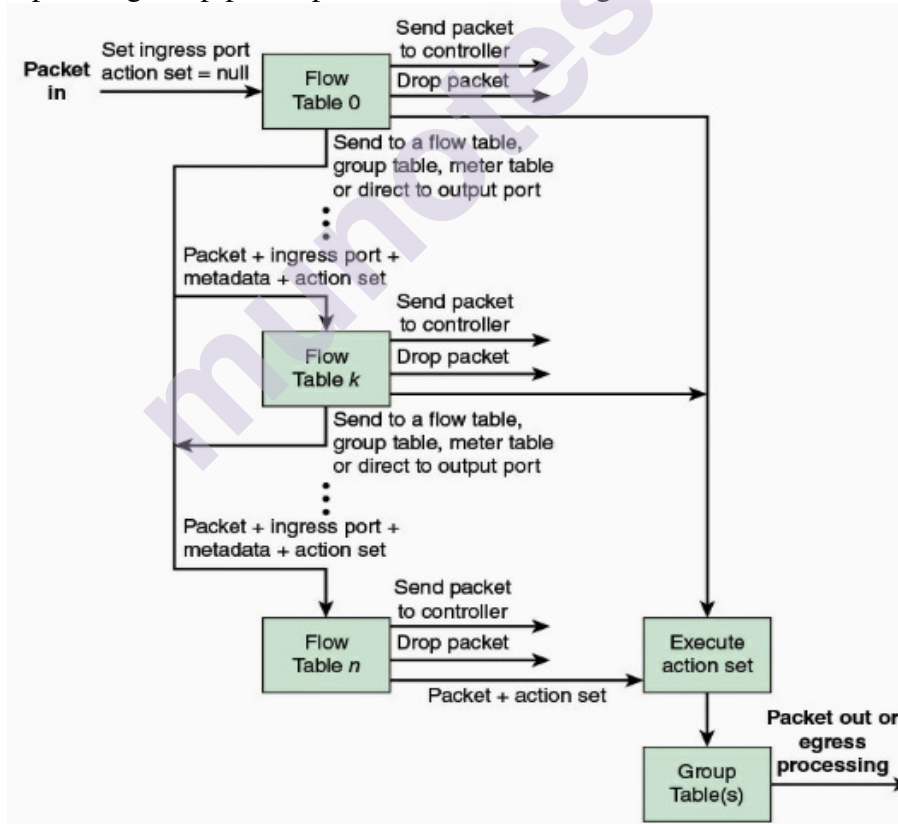 Set ingress port
action set = null
Packet
in
Flow
Table 0
Send packet
to controller
Drop packet
Send to a flow table,
group table, meter table
or direct to output port
Packet + ingress port +
metadata + action set
Flow
Table k
Send packet
to controller
Drop packet
Send to a flow table,
group table, meter table
or direct to output port
Packet + ingress port +
metadata + action set
Flow
Table n
Send packet
to controller
Drop packet
Packet + action set
Execute
action set
Group
Table(s)
Packet out or
egress
processing
munotes